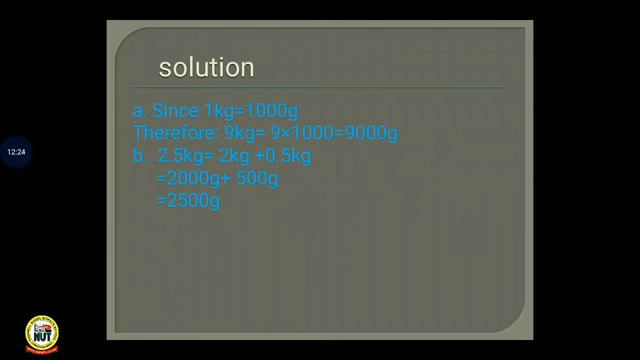 solution
a. Since 1kg=1000g
Therefore: 9kg= 9×1000=9000g
b. 2.5kg= 2kg +0.5kg
=2000g+ 500g
=2500g
12:24
NUT